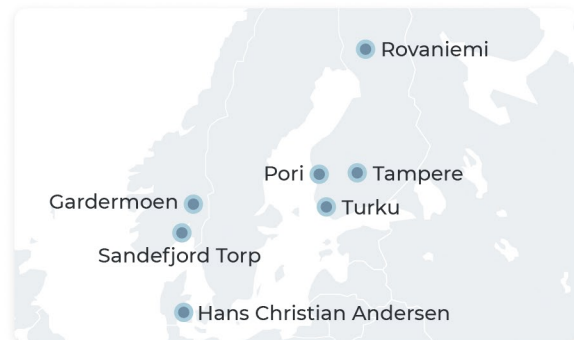 Rovaniemi
Pori
Tampere
Gardermoen
Turku
Sandefjord Torp
Hans Christian Andersen